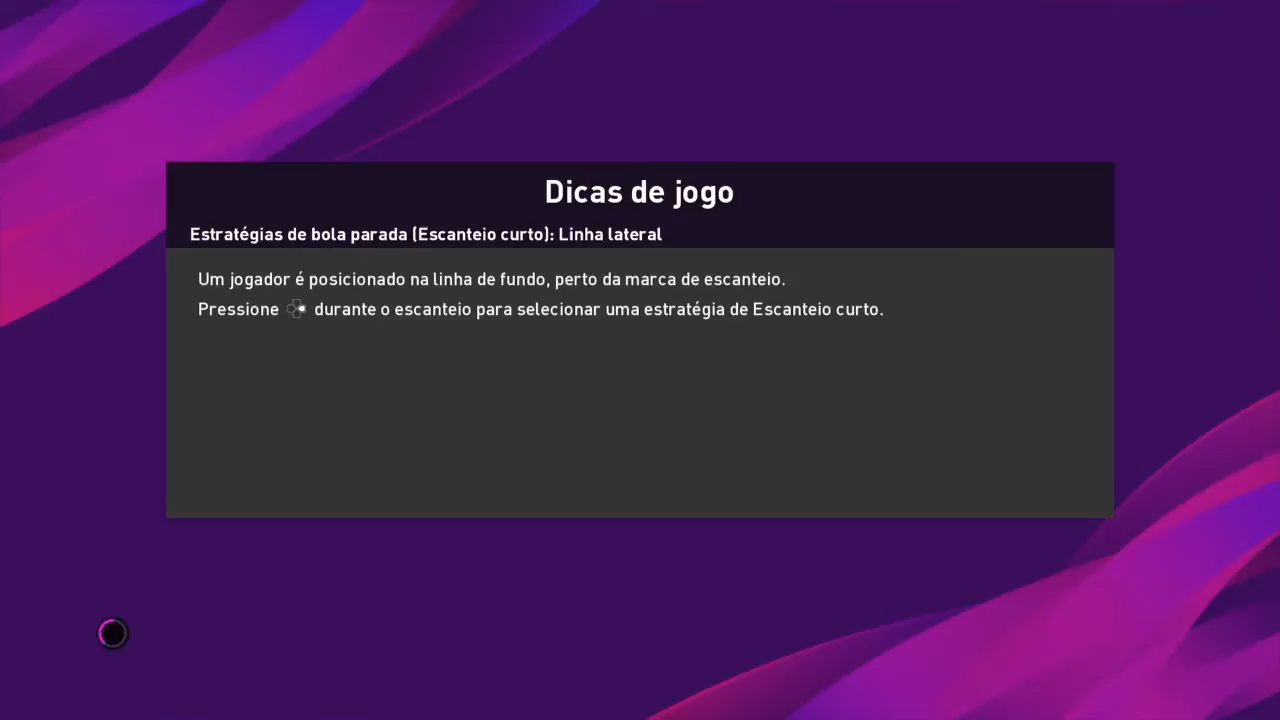 Dicas de jogo
Estratégias de bola parada (Escanteio curto): Linha lateral
Um jogador é posicionado na linha de fundo, perto da marca de escanteio.
Pressione durante o escanteio para selecionar uma estratégia de Escanteio curto.